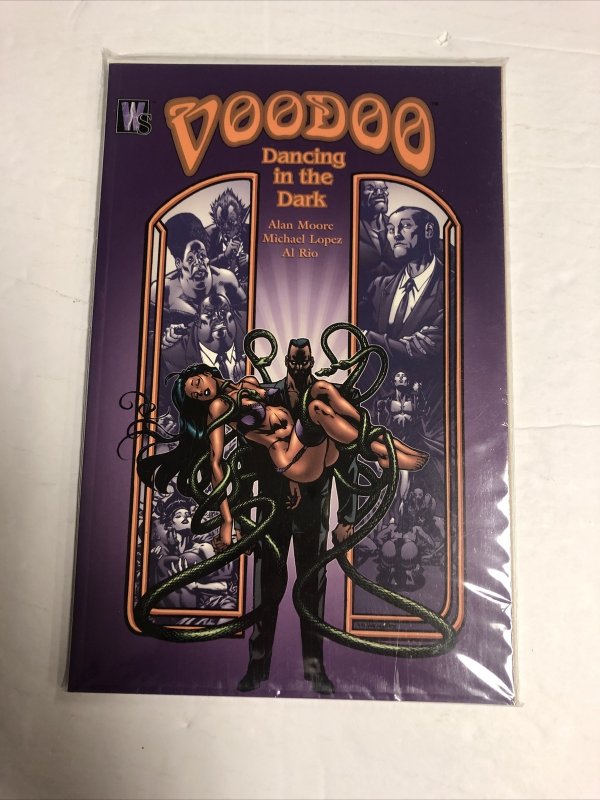 WS
VOODOO
Dancing
in the
Dark
Alan Moore
Michael Lopez
Al Rio